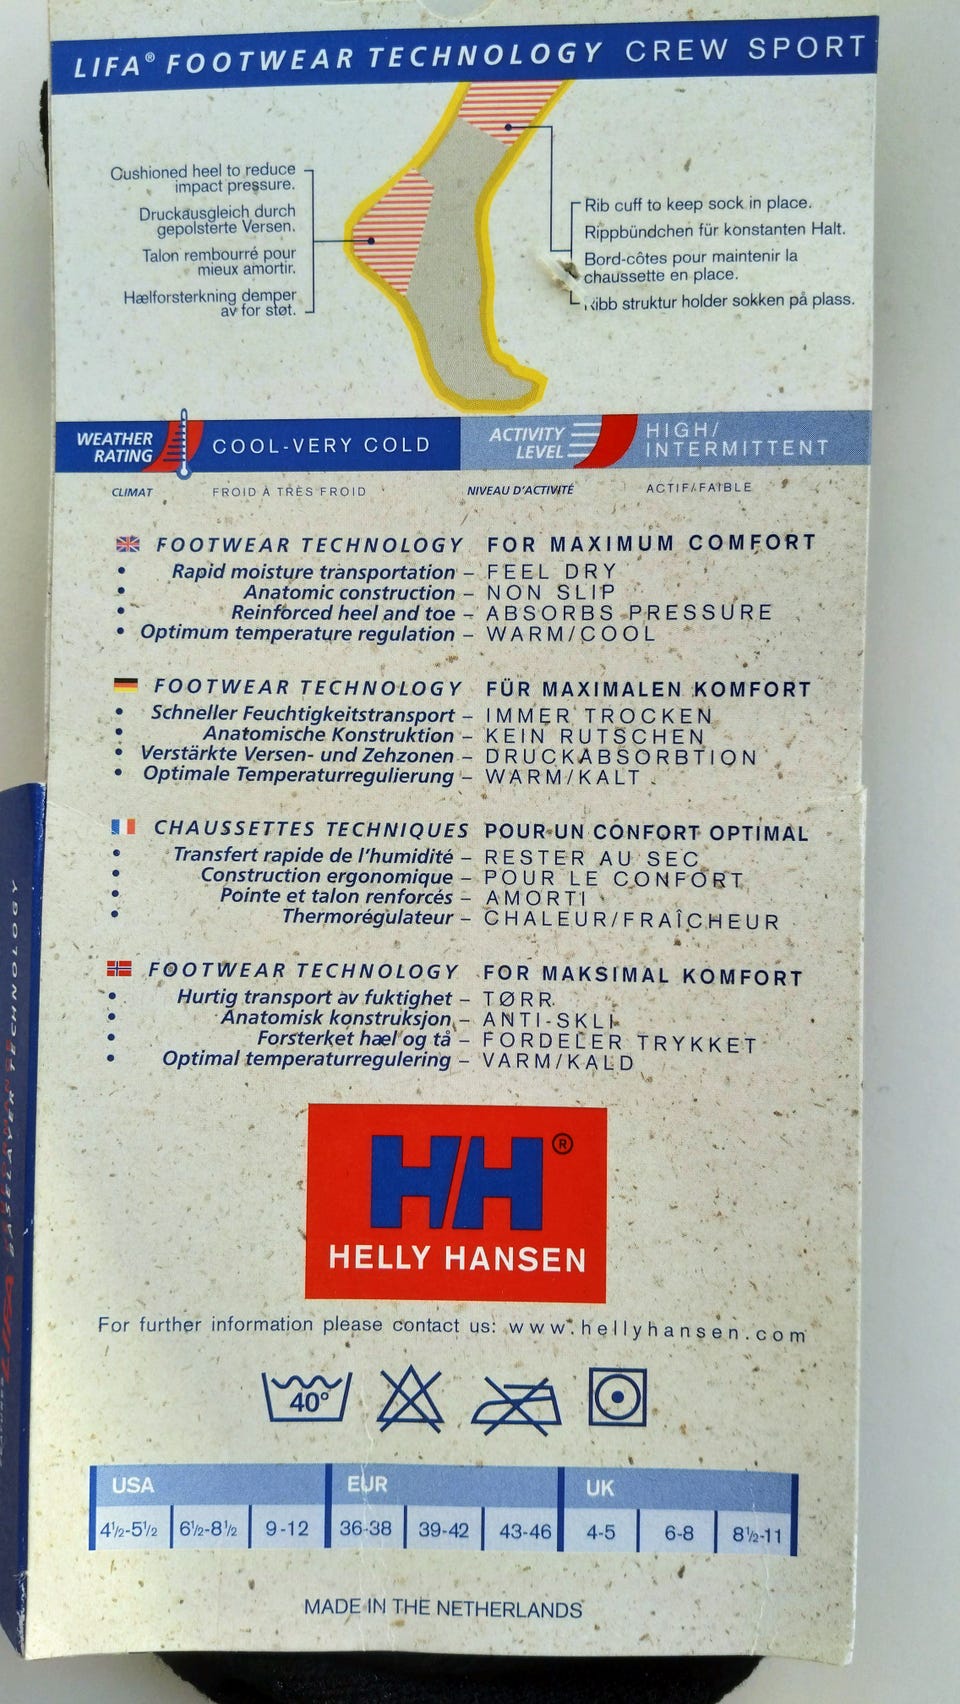 LIFA® FOOTWEAR TECHNOLOGY CREW SPORT
Cushioned heel to reduce
impact pressure.
Druckausgleich durch
gepolsterte Versen.
Talon rembourré pour
mieux amortir.
Hælforsterkning demper
av for støt.
Rib cuff to keep sock in place.
Rippbündchen für konstanten Halt.
Bord-côtes pour maintenir la
chaussette en place.
Ribb struktur holder sokken på plass.
WEATHER
RATING
COOL-VERY COLD
ACTIVITY
LEVEL
HIGH/
INTERMITTENT
CLIMAT FROID À TRÈS FROID
NIVEAU D'ACTIVITÉ ACTIF/FAIBLE
FOOTWEAR TECHNOLOGY FOR MAXIMUM COMFORT
• Rapid moisture transportation – FEEL DRY
• Anatomic construction – NON SLIP
• Reinforced heel and toe – ABSORBS PRESSURE
• Optimum temperature regulation – WARM/COOL
FOOTWEAR TECHNOLOGY FÜR MAXIMALEN KOMFORT
• Schneller Feuchtigkeitstransport – IMMER TROCKEN
• Anatomische Konstruktion – KEIN RUTSCHEN
• Verstärkte Versen- und Zehzonen – DRUCKABSORBTION
• Optimale Temperaturregulierung – WARM/KALT
CHAUSSETTES TECHNIQUES POUR UN CONFORT OPTIMAL
• Transfert rapide de l'humidité – RESTER AU SEC
• Construction ergonomique – POUR LE CONFORT
• Pointe et talon renforcés – AMORTI
• Thermorégulateur – CHALEUR/FRAÎCHEUR
FOOTWEAR TECHNOLOGY FOR MAKSIMAL KOMFORT
• Hurtig transport av fuktighet – TØRR
• Anatomisk konstruksjon – ANTI-SKLI
• Forsterket hæl og tå – FORDELER TRYKKET
• Optimal temperaturregulering – VARM/KALD
HH®
HELLY HANSEN
For further information please contact us: www.hellyhansen.com
40°
USA EUR UK
4½-5½ 6½-8½ 9-12 36-38 39-42 43-46 4-5 6-8 8½-11
MADE IN THE NETHERLANDS
LIFA BASELAYER TECHNOLOGY